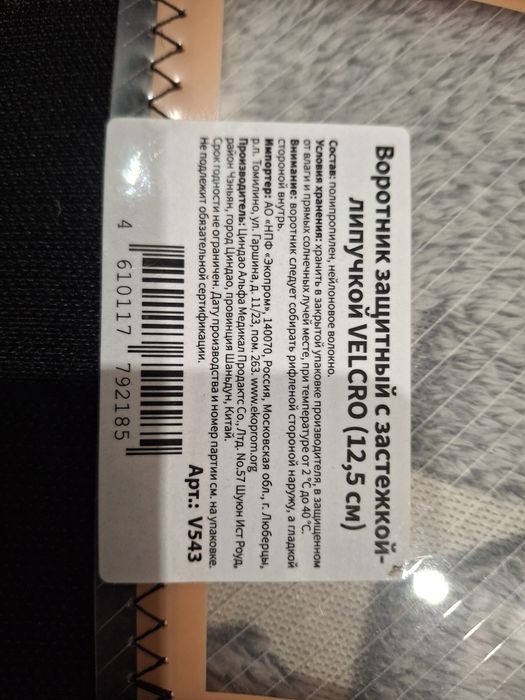 Воротник защитный с застежкой-
липучкой VELCRO (12,5 см)
Состав: полипропилен, нейлоновое волокно.
Условия хранения: хранить в закрытой упаковке производителя, в защищенном
от влаги и прямых солнечных лучей месте, при температуре от 2 °С до 40 °С.
Внимание: воротник следует собирать рифленой стороной наружу, а гладкой
стороной внутрь.
Импортер: АО «НПФ «Экопром», 140070, Россия, Московская обл., г. Люберцы,
р.п. Томилино, ул. Гаршина, д. 11/23, пом. 263. www.ekoprom.org
Производитель: Циндао Альфа Медикал Продактс Со., Лтд. No.57 Шуюн Ист Роуд,
район Чэньян, город Циндао, провинция Шаньдун, Китай.
Срок годности не ограничен. Дату производства и номер партии см. на упаковке.
Не подлежит обязательной сертификации.
Арт.: V543
4 610117 792185